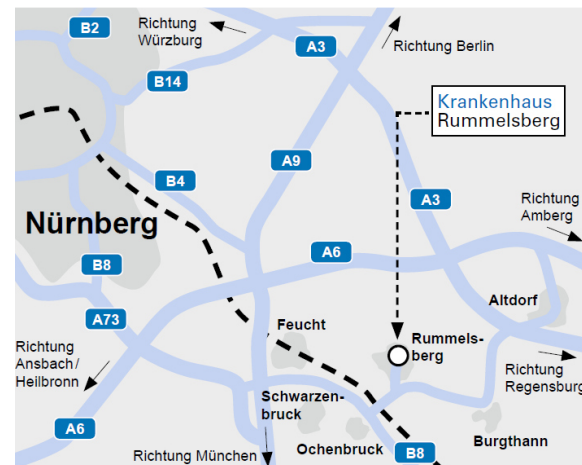 B2
Richtung
Würzburg
A3
Richtung Berlin
B14
Krankenhaus
Rummelsberg
A9
B4
A3
Richtung
Amberg
Nürnberg
A6
B8
Altdorf
A73
Feucht
Rummels-
berg
Richtung
Ansbach/
Heilbronn
Richtung
Regensburg
Schwarzen-
bruck
A6
Ochenbruck
B8
Burgthann
Richtung München